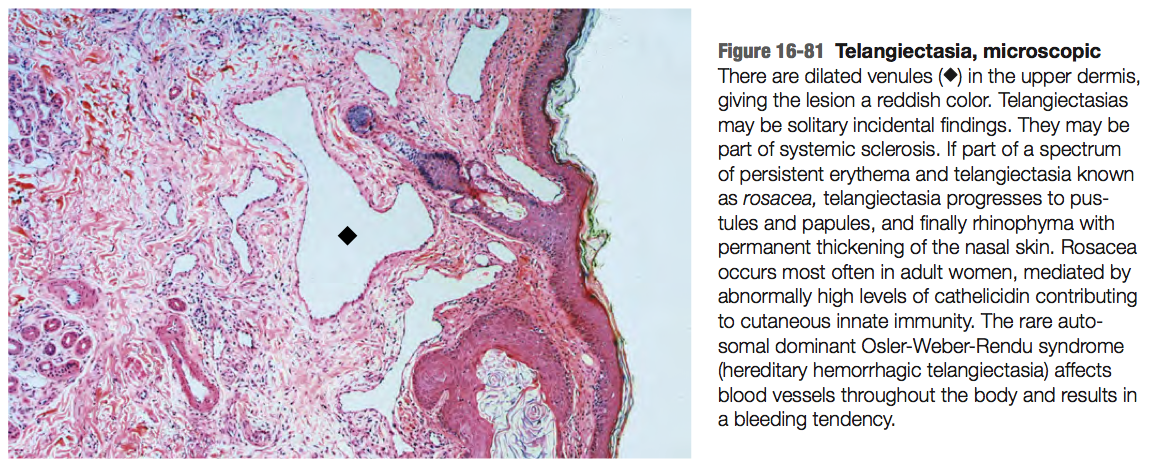 Figure 16-81 Telangiectasia, microscopic
There are dilated venules (◆) in the upper dermis,
giving the lesion a reddish color. Telangiectasias
may be solitary incidental findings. They may be
part of systemic sclerosis. If part of a spectrum
of persistent erythema and telangiectasia known
as rosacea, telangiectasia progresses to pus-
tules and papules, and finally rhinophyma with
permanent thickening of the nasal skin. Rosacea
occurs most often in adult women, mediated by
abnormally high levels of cathelicidin contributing
to cutaneous innate immunity. The rare auto-
somal dominant Osler-Weber-Rendu syndrome
(hereditary hemorrhagic telangiectasia) affects
blood vessels throughout the body and results in
a bleeding tendency.